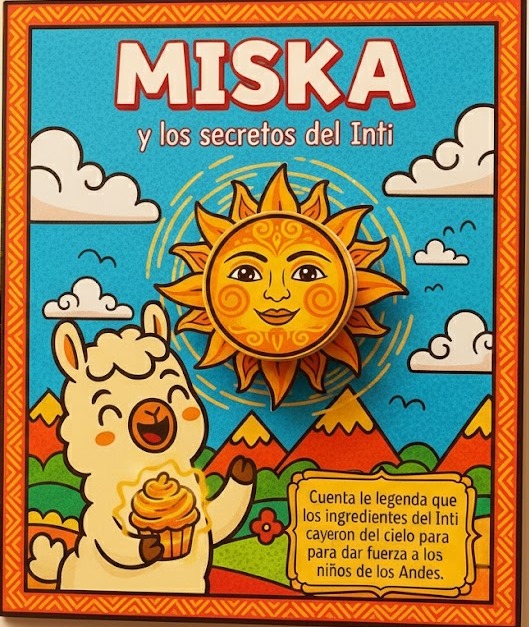 MISKA
y los secretos del Inti
Cuenta le legenda que
los ingredientes del Inti
cayeron del cielo para
para dar fuerza a los
niños de los Andes.